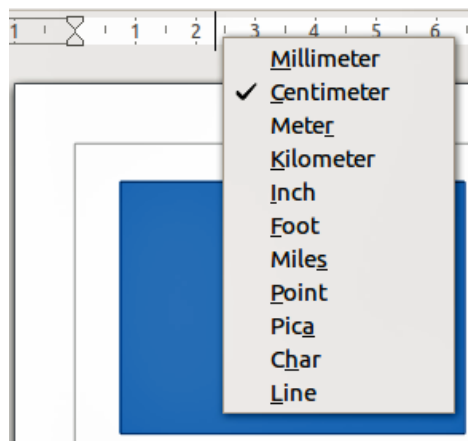 1 1 2 3 4 5 6
Millimeter
Centimeter
Meter
Kilometer
Inch
Foot
Miles
Point
Pica
Char
Line